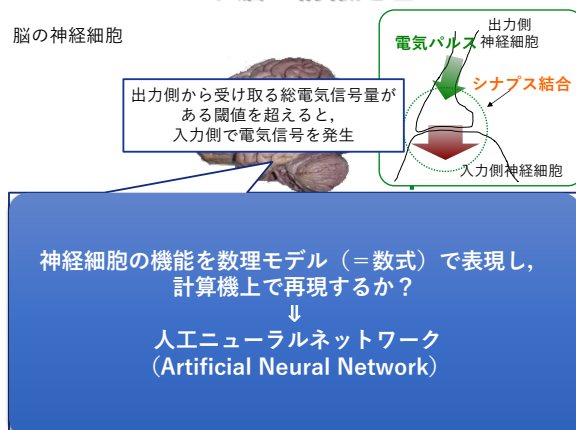 脳の神経細胞
出力側
神経細胞
電気パルス
シナプス結合
入力側神経細胞
出力側から受け取る総電気信号量が
ある閾値を超えると，
入力側で電気信号を発生
神経細胞の機能を数理モデル（＝数式）で表現し，
計算機上で再現するか？
⇓
人工ニューラルネットワーク
（Artificial Neural Network）